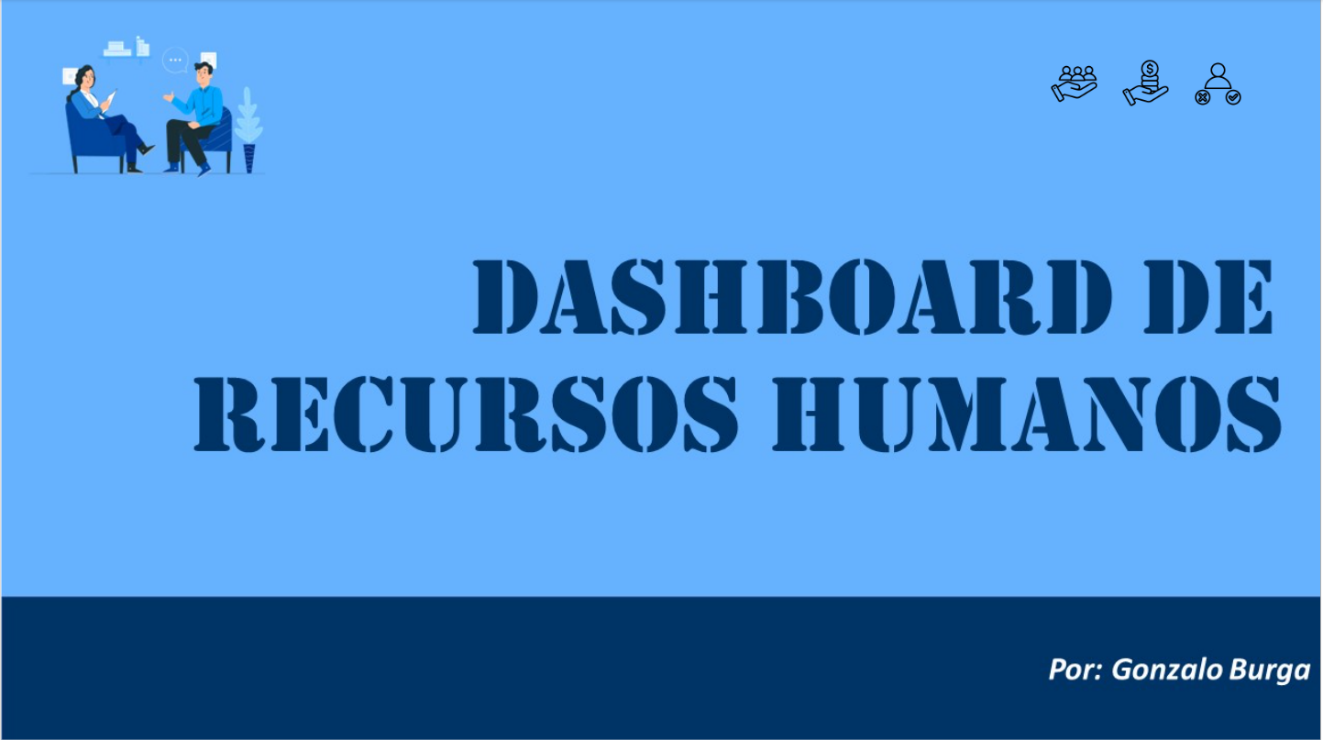 DASHBOARD DE
RECURSOS HUMANOS
Por: Gonzalo Burga